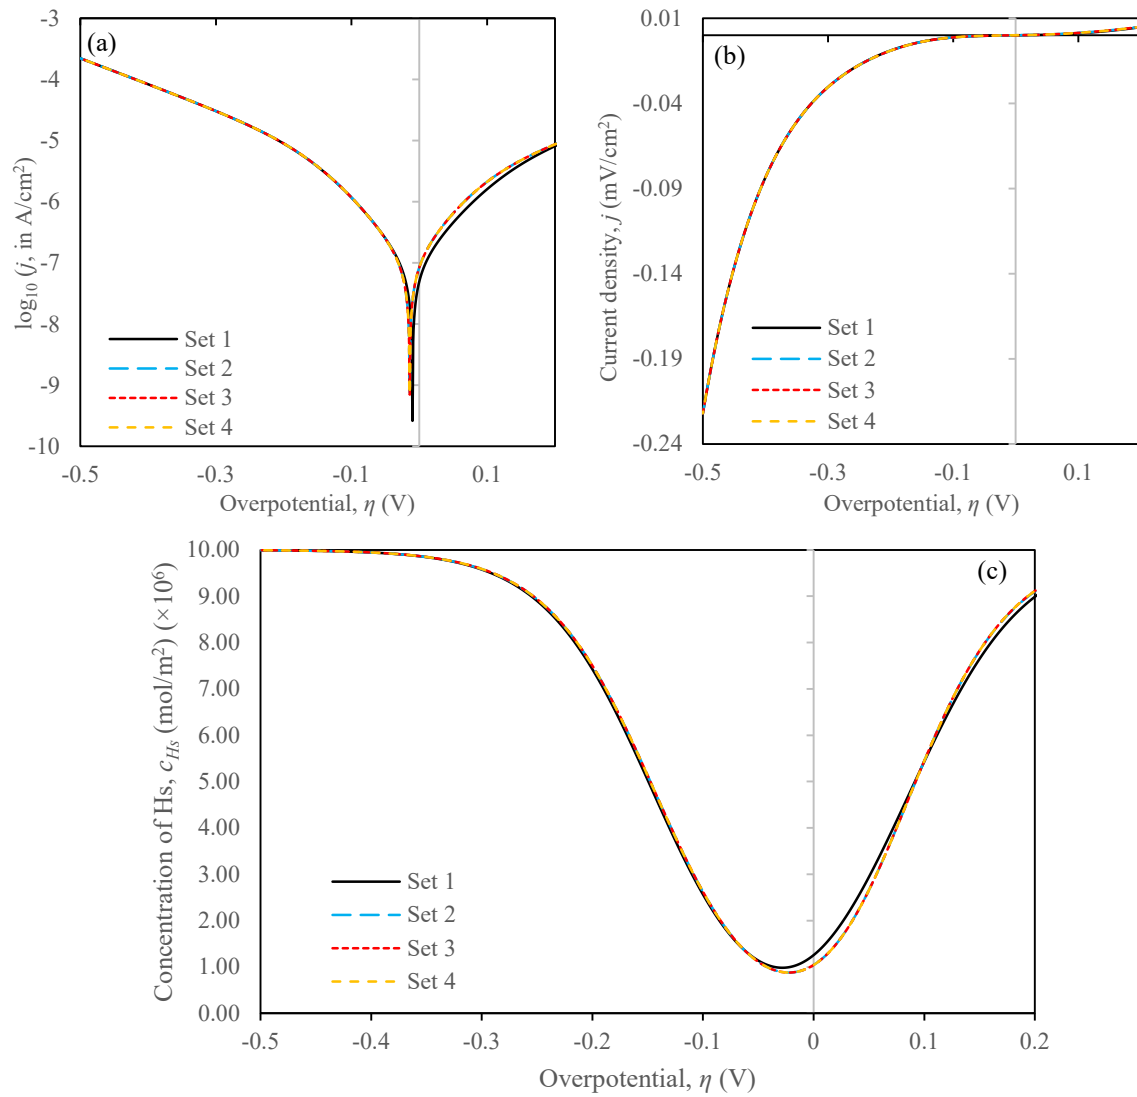 (a)
log₁₀ (j, in A/cm²)
-3
-4
-5
-6
-7
-8
-9
-10
Set 1
Set 2
Set 3
Set 4
-0.5
-0.3
-0.1
0.1
Overpotential, η (V)
(b)
Current density, j (mV/cm²)
0.01
-0.04
-0.09
-0.14
-0.19
-0.24
Set 1
Set 2
Set 3
Set 4
-0.5
-0.3
-0.1
0.1
Overpotential, η (V)
(c)
Concentration of Hs, c_Hs (mol/m²) (×10⁶)
10.00
9.00
8.00
7.00
6.00
5.00
4.00
3.00
2.00
1.00
0.00
Set 1
Set 2
Set 3
Set 4
-0.5
-0.4
-0.3
-0.2
-0.1
0
0.1
0.2
Overpotential, η (V)